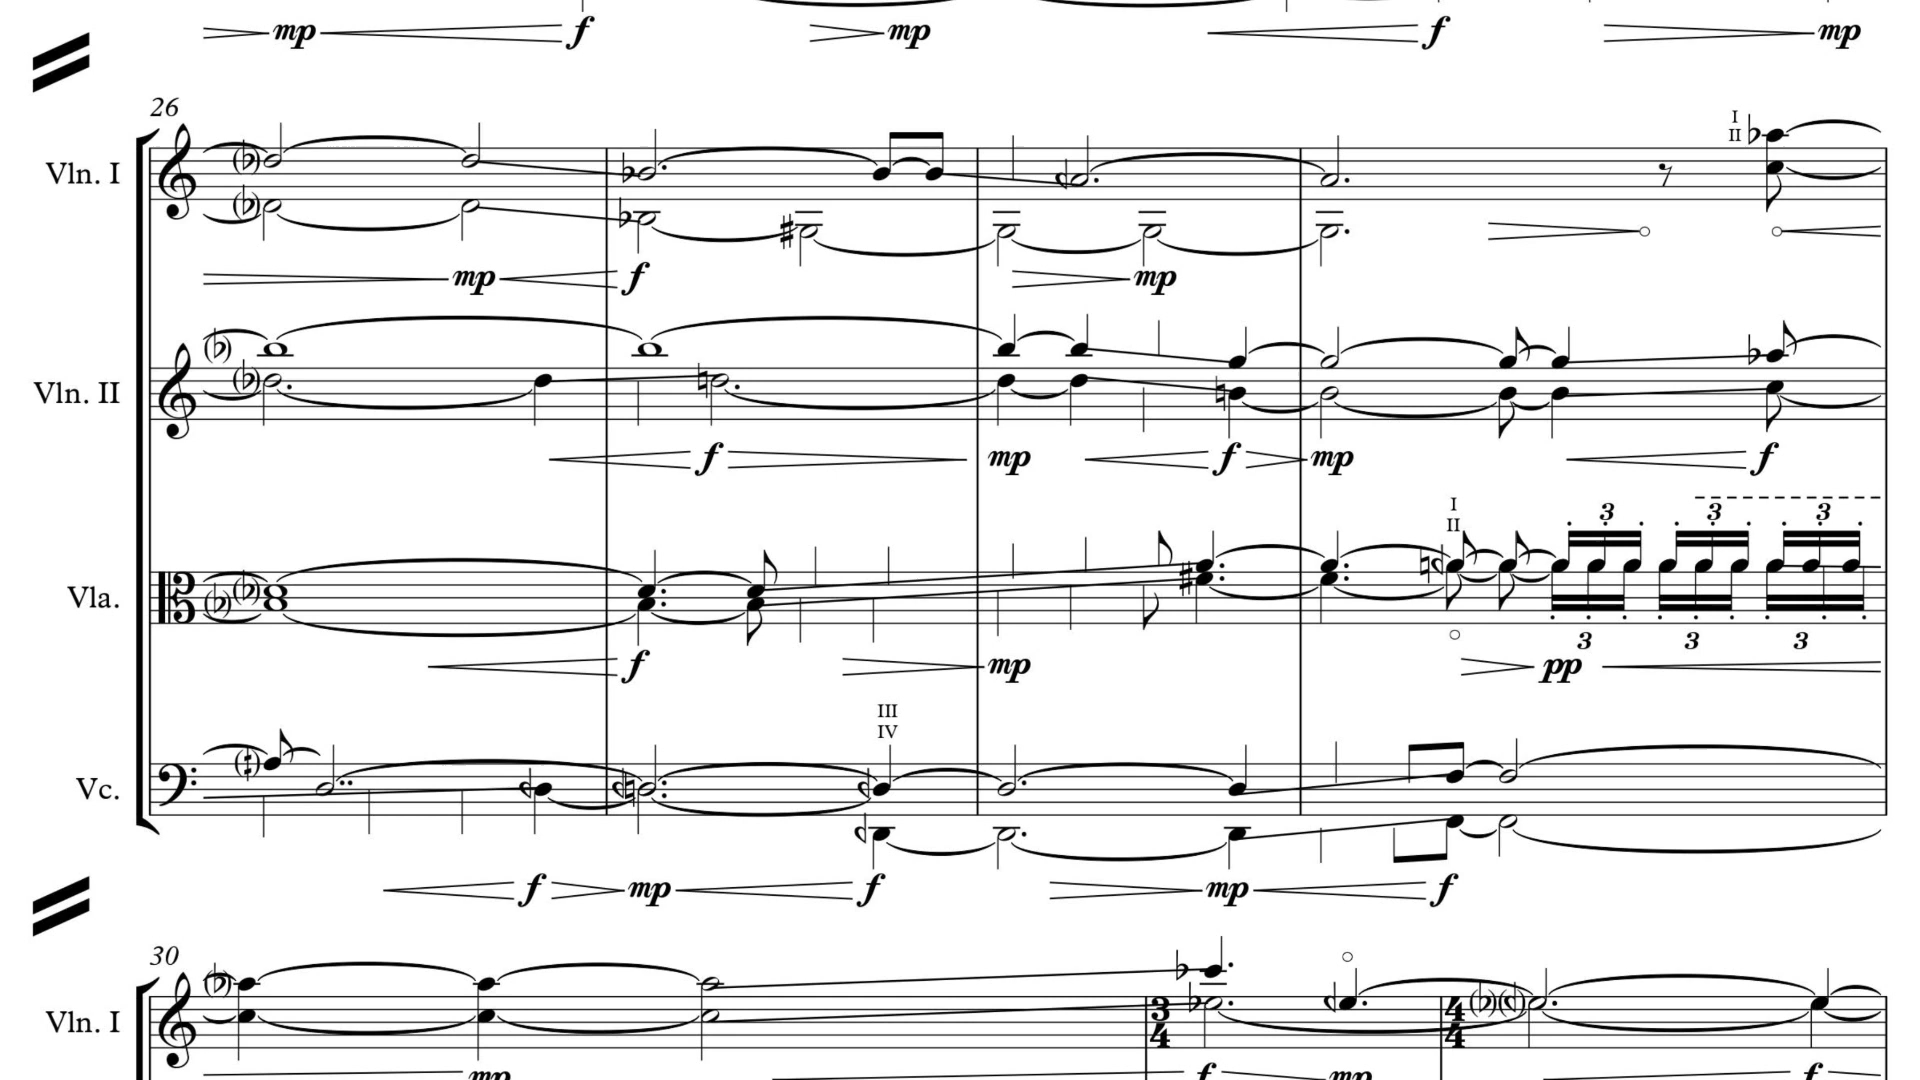 mp f mp f mp
26
I
II
Vln. I
mp f mp
Vln. II
f mp f mp f
I
II
3 3 3
Vla.
3 3 3
f mp pp
III
IV
Vc.
f mp f mp f
30
Vln. I
3 4
4 4
mp f mp f